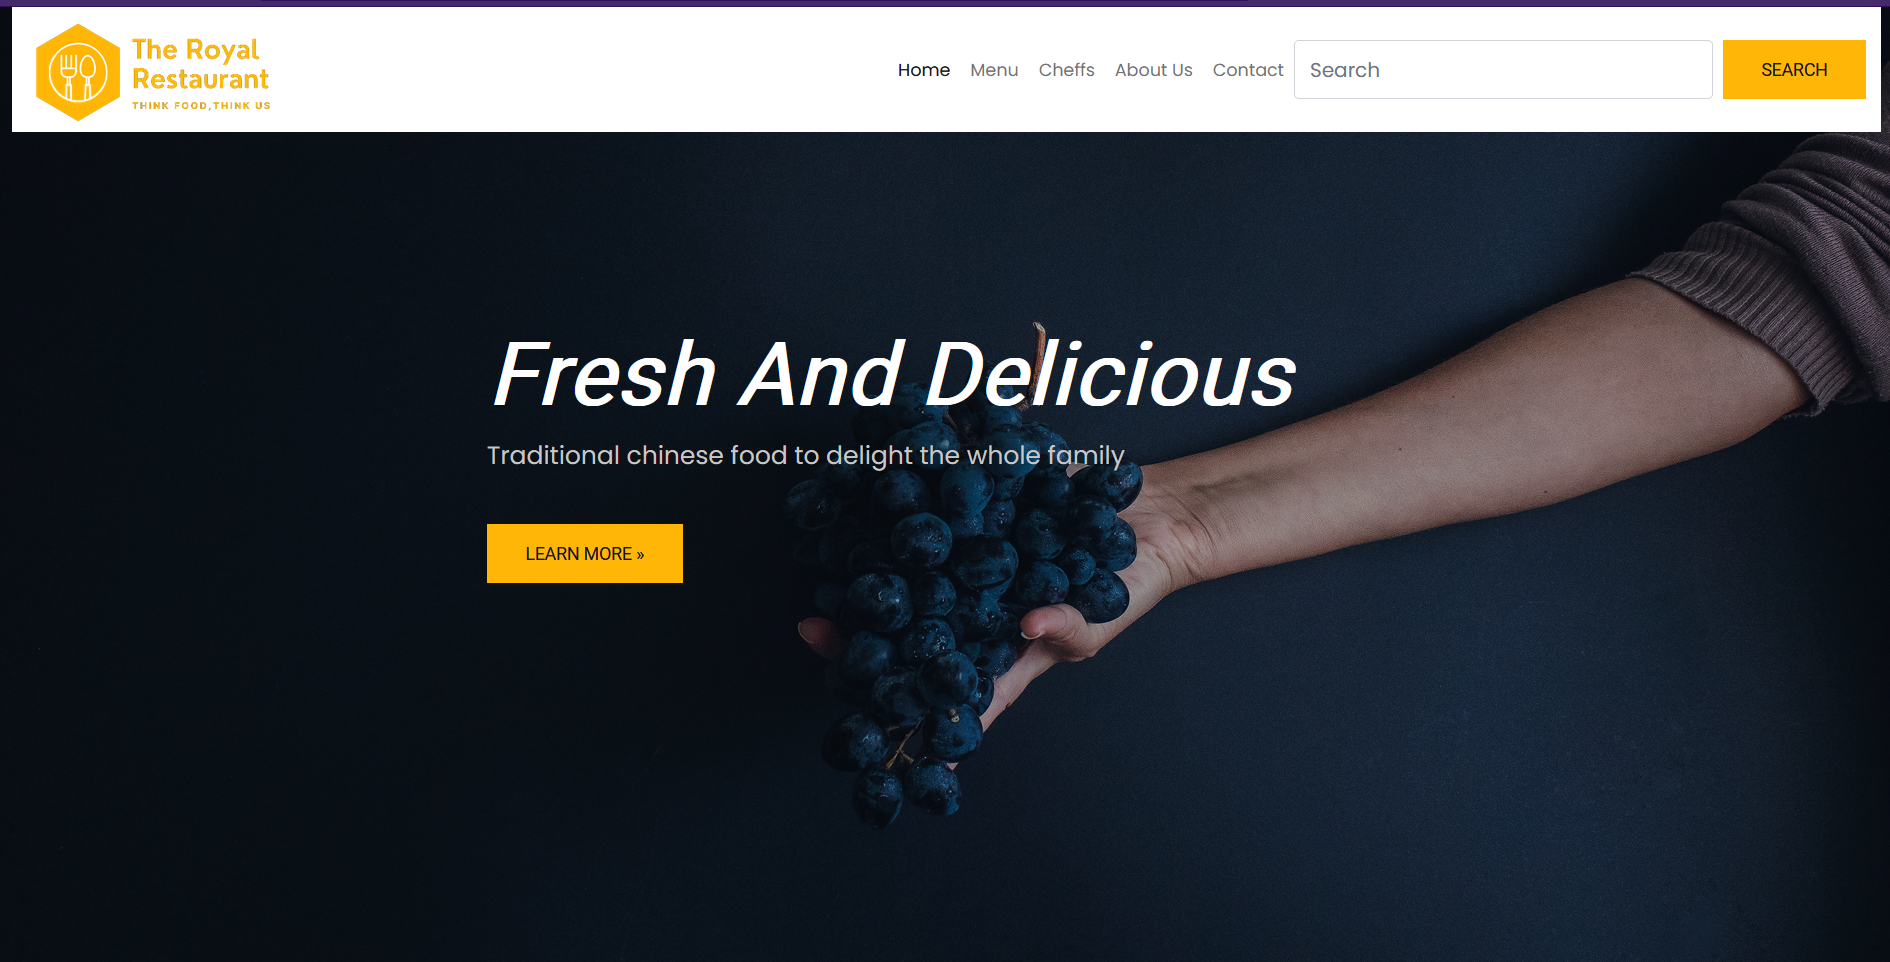 The Royal
Restaurant
THINK FOOD,THINK US
Home Menu Cheffs About Us Contact Search SEARCH
Fresh And Delicious
Traditional chinese food to delight the whole family
LEARN MORE »